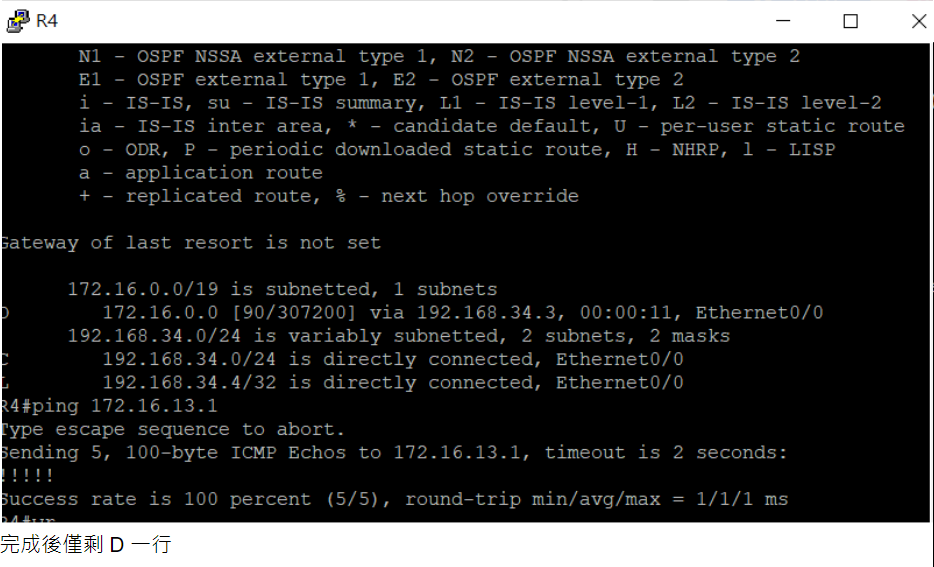 R4
N1 - OSPF NSSA external type 1, N2 - OSPF NSSA external type 2
E1 - OSPF external type 1, E2 - OSPF external type 2
i - IS-IS, su - IS-IS summary, L1 - IS-IS level-1, L2 - IS-IS level-2
ia - IS-IS inter area, * - candidate default, U - per-user static route
o - ODR, P - periodic downloaded static route, H - NHRP, l - LISP
a - application route
+ - replicated route, % - next hop override
Gateway of last resort is not set
172.16.0.0/19 is subnetted, 1 subnets
D 172.16.0.0 [90/307200] via 192.168.34.3, 00:00:11, Ethernet0/0
192.168.34.0/24 is variably subnetted, 2 subnets, 2 masks
C 192.168.34.0/24 is directly connected, Ethernet0/0
L 192.168.34.4/32 is directly connected, Ethernet0/0
R4#ping 172.16.13.1
Type escape sequence to abort.
Sending 5, 100-byte ICMP Echos to 172.16.13.1, timeout is 2 seconds:
!!!!!
Success rate is 100 percent (5/5), round-trip min/avg/max = 1/1/1 ms
R4#wr
完成後僅剩 D 一行